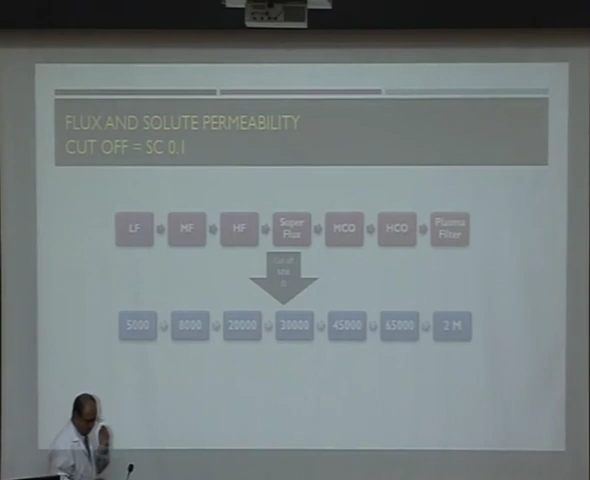 FLUX AND SOLUTE PERMEABILITY
CUT OFF = SC 0.1
LF MF HF Super Flux MCO HCO Plasma Filter
Cut off
MW
D
5000 8000 20000 30000 45000 65000 2 M